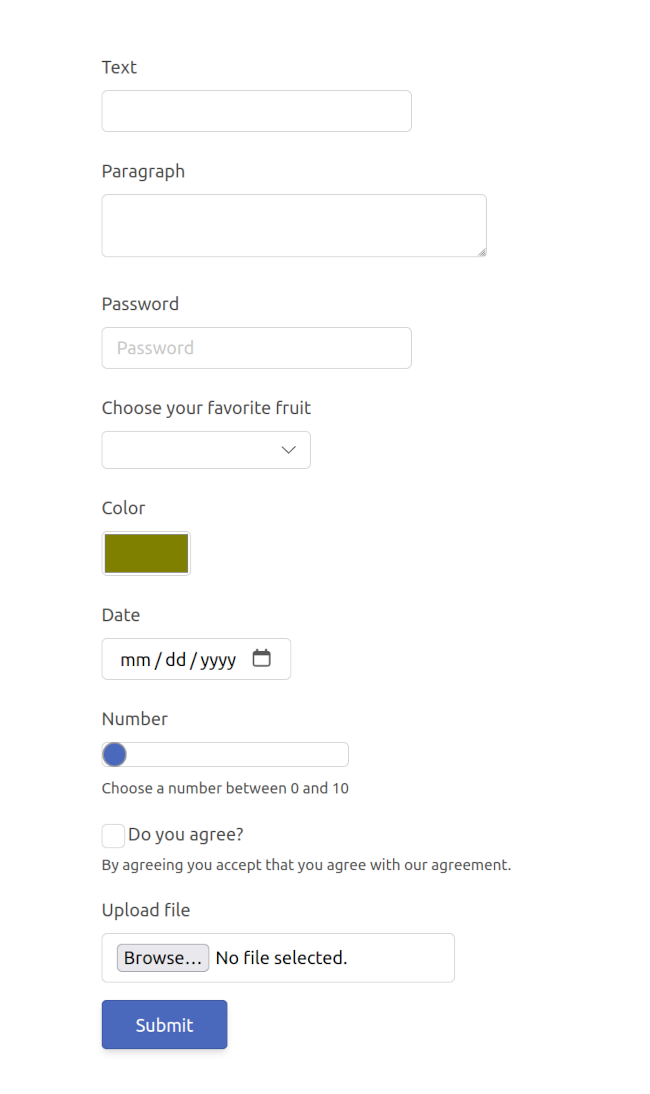 Text
Paragraph
Password
Password
Choose your favorite fruit
Color
Date
mm / dd / yyyy
Number
Choose a number between 0 and 10
Do you agree?
By agreeing you accept that you agree with our agreement.
Upload file
Browse... No file selected.
Submit